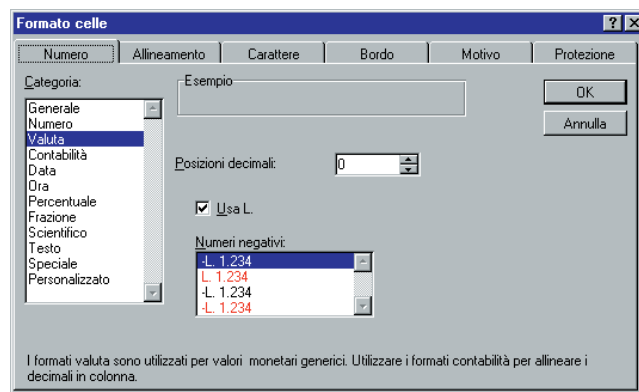 Formato celle
Numero Allineamento Carattere Bordo Motivo Protezione
Categoria:
Generale
Numero
Valuta
Contabilità
Data
Ora
Percentuale
Frazione
Scientifico
Testo
Speciale
Personalizzato
Esempio
Posizioni decimali: 0
Usa L.
Numeri negativi:
-L. 1.234
L. 1.234
-L. 1.234
-L. 1.234
OK
Annulla
I formati valuta sono utilizzati per valori monetari generici. Utilizzare i formati contabilità per allineare i
decimali in colonna.